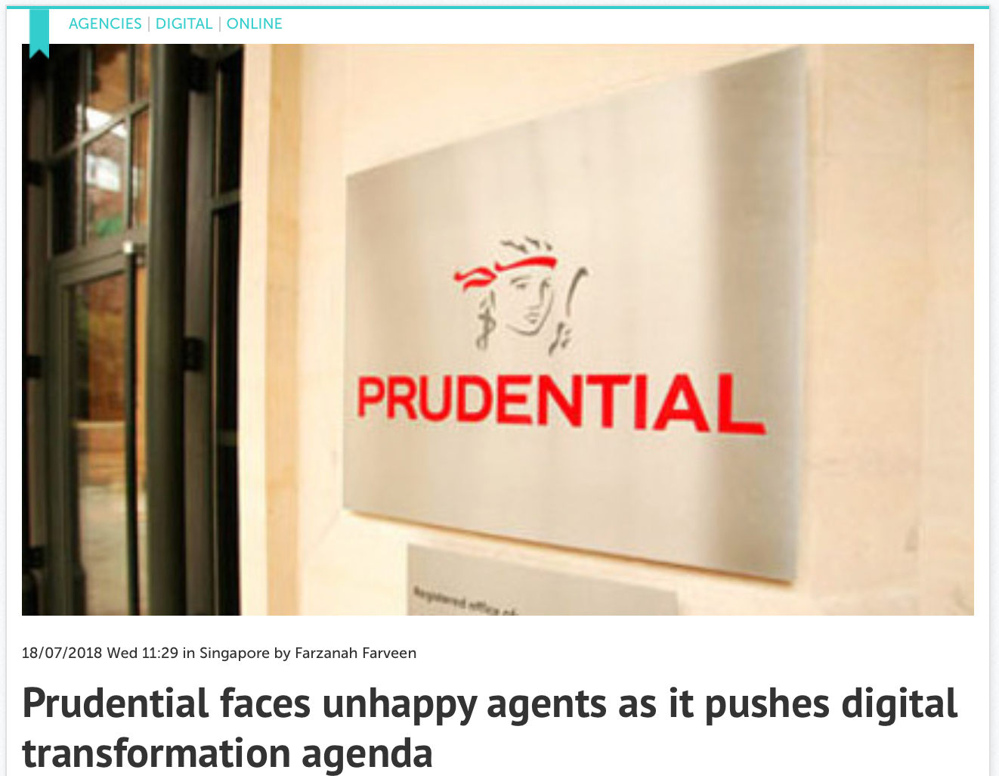 AGENCIES | DIGITAL | ONLINE
PRUDENTIAL
Registered office of
18/07/2018 Wed 11:29 in Singapore by Farzanah Farveen
Prudential faces unhappy agents as it pushes digital
transformation agenda